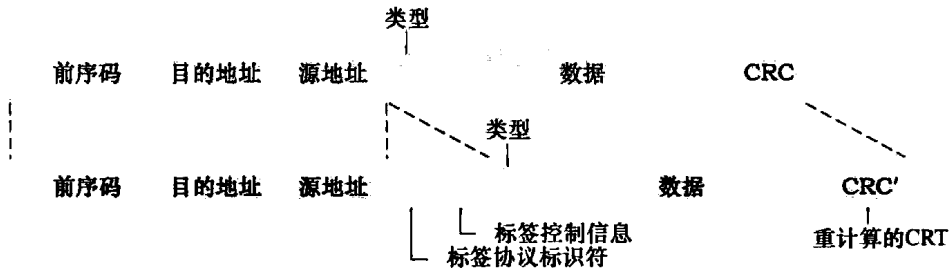 类型
前序码 目的地址 源地址 数据 CRC
类型
前序码 目的地址 源地址 数据 CRC′
标签控制信息
标签协议标识符
重计算的CRT